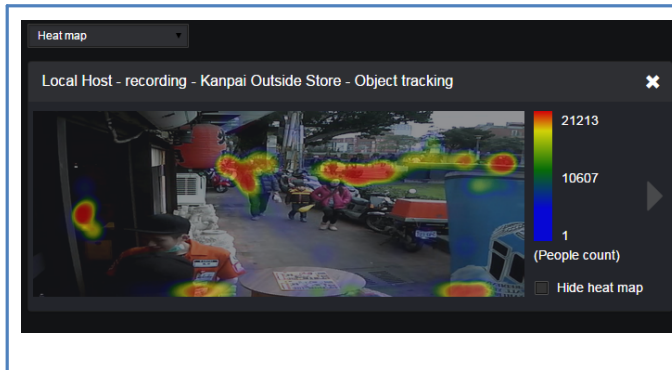 Heat map
Local Host - recording - Kanpai Outside Store - Object tracking
21213
10607
1
(People count)
Hide heat map